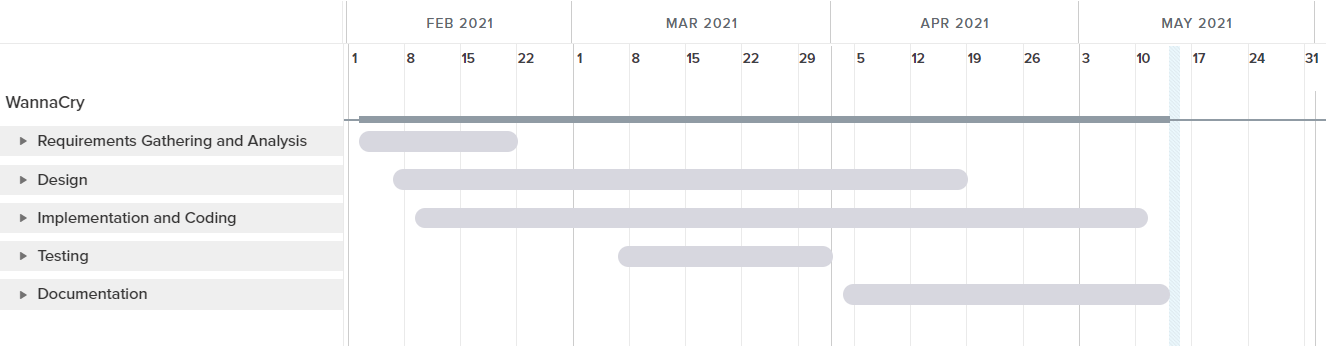 FEB 2021 MAR 2021 APR 2021 MAY 2021
1 8 15 22 1 8 15 22 29 5 12 19 26 3 10 17 24 31
WannaCry
Requirements Gathering and Analysis
Design
Implementation and Coding
Testing
Documentation